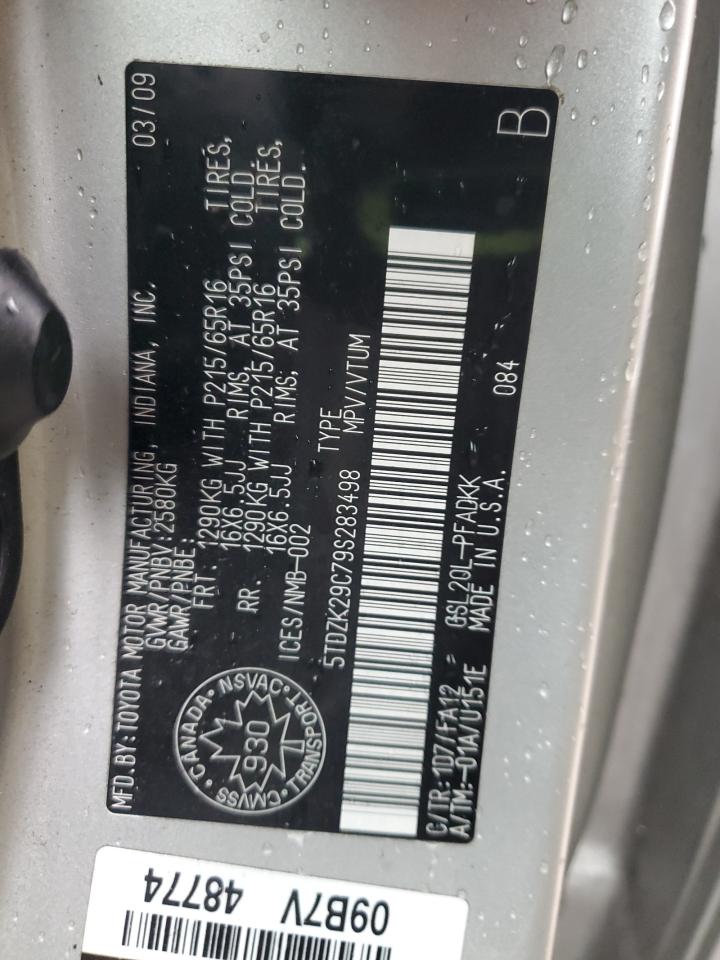 MFD.BY:TOYOTA MOTOR MANUFACTURING, INDIANA, INC. 03/09
GVWR/PNBV:2580KG
GAWR/PNBE:
FRT. 1290KG WITH P215/65R16 TIRES,
16X6.5JJ RIMS, AT 35PSI COLD
RR. 1290KG WITH P215/65R16 TIRES,
16X6.5JJ RIMS, AT 35PSI COLD.
ICES/NMB-002
CANADA • NSVAC • TRANSPORT • CMVSS •
930
5TDZK29C79S283498 TYPE
MPV/VTUM
C/TR:1D7/FA12 GSL20L-PFADKK 084
A/TM:-01A/U151E MADE IN U.S.A.
B
09B7V 48774